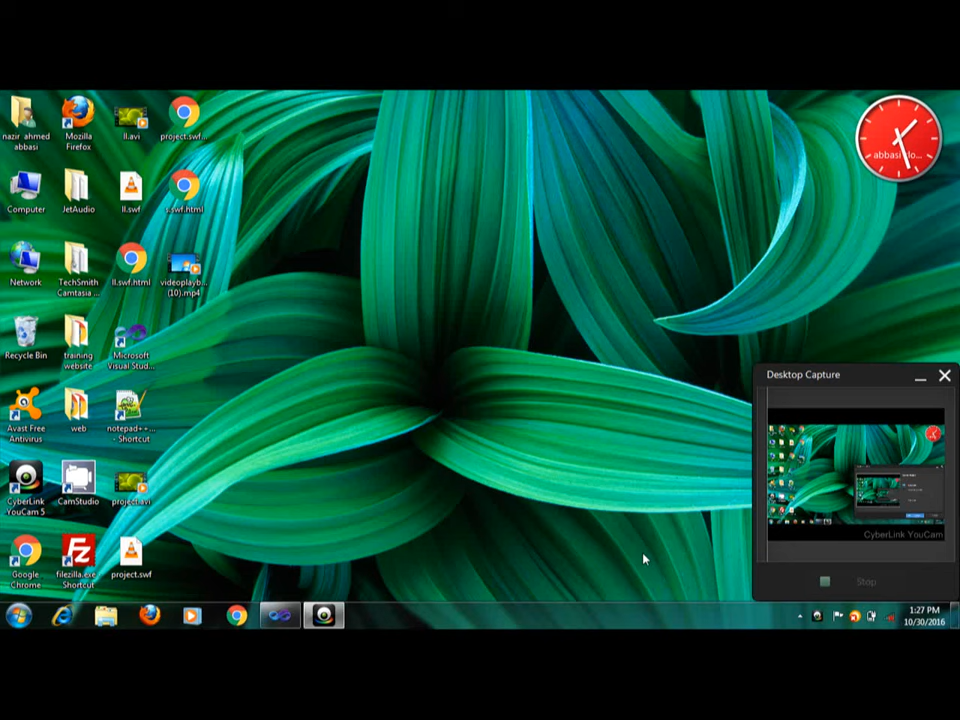 nazir ahmed
abbasi
Mozilla
Firefox
ll.avi
project.swf...
abbasi clo...
Computer
JetAudio
ll.swf
s.swf.html
Network
TechSmith
Camtasia ...
ll.swf.html
videoplayb...
(10).mp4
Recycle Bin
training
website
Microsoft
Visual Stud...
Desktop Capture
Avast Free
Antivirus
web
notepad++...
- Shortcut
CyberLink
YouCam 5
CamStudio
project.avi
CyberLink YouCam
Google
Chrome
filezilla.exe
Shortcut
project.swf
Stop
1:27 PM
10/30/2016